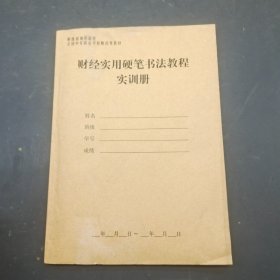 财经实用硬笔书法教程
实训册
姓名
班级
学号
成绩
年 月 日~ 年 月 日